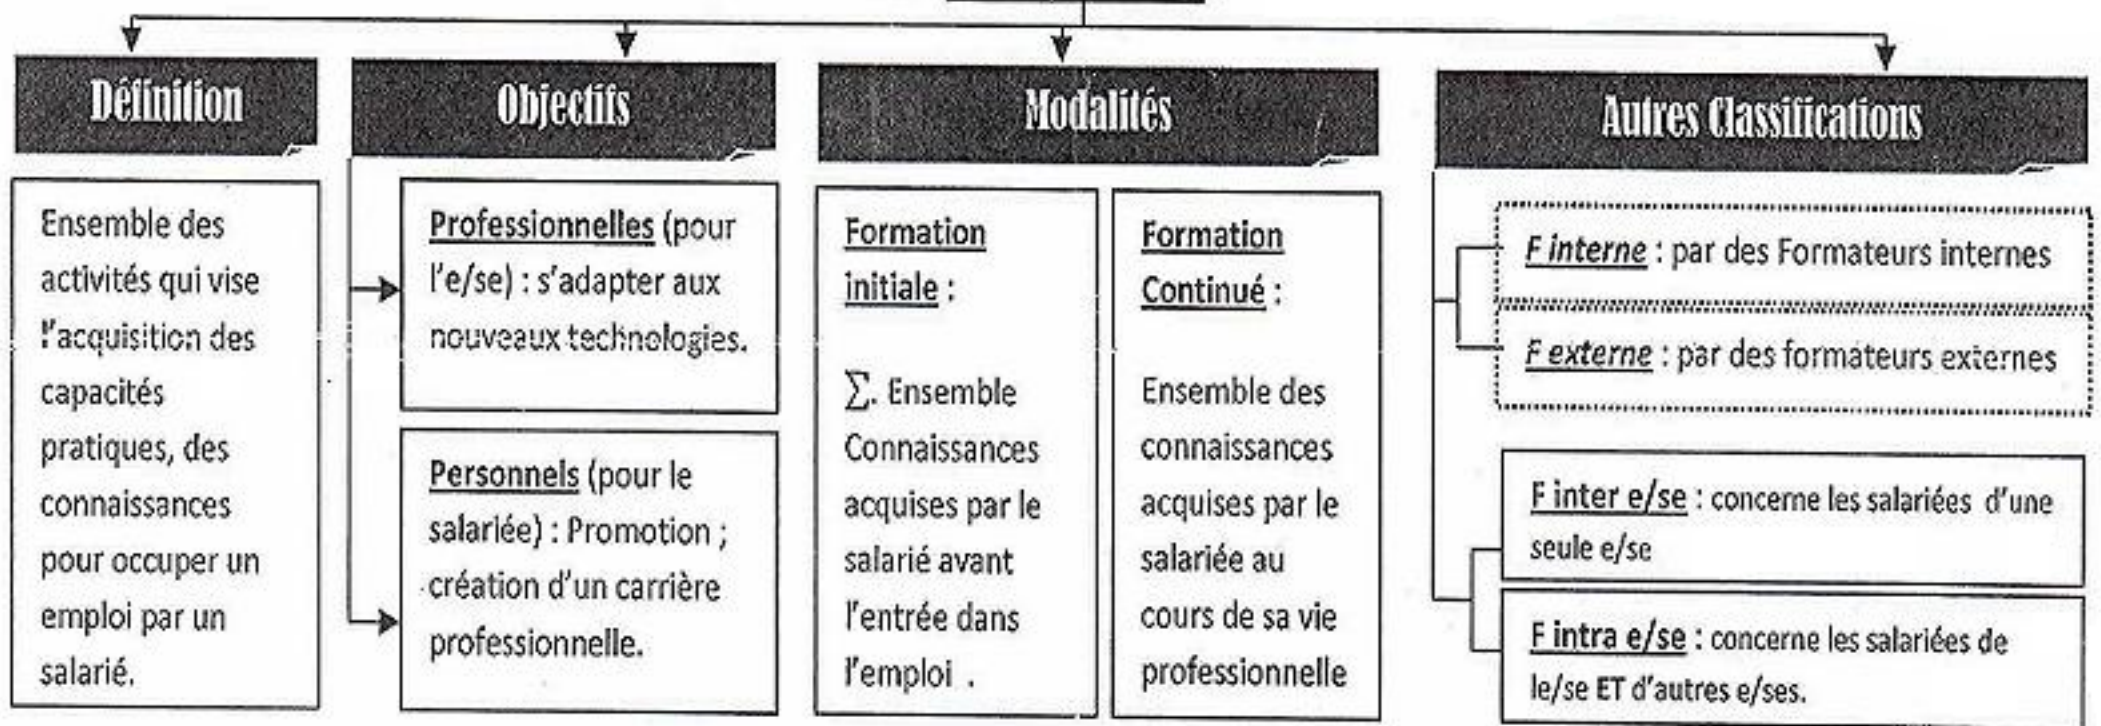 Définition
Ensemble des
activités qui vise
l'acquisition des
capacités
pratiques, des
connaissances
pour occuper un
emploi par un
salarié.
Objectifs
Professionnelles (pour
l'e/se) : s'adapter aux
nouveaux technologies.
Personnels (pour le
salariée) : Promotion ;
création d'un carrière
professionnelle.
Modalités
Formation
initiale :
∑. Ensemble
Connaissances
acquises par le
salarié avant
l'entrée dans
l'emploi .
Formation
Continué :
Ensemble des
connaissances
acquises par le
salariée au
cours de sa vie
professionnelle
Autres Classifications
F interne : par des Formateurs internes
F externe : par des formateurs externes
F inter e/se : concerne les salariées d'une
seule e/se
F intra e/se : concerne les salariées de
le/se ET d'autres e/ses.